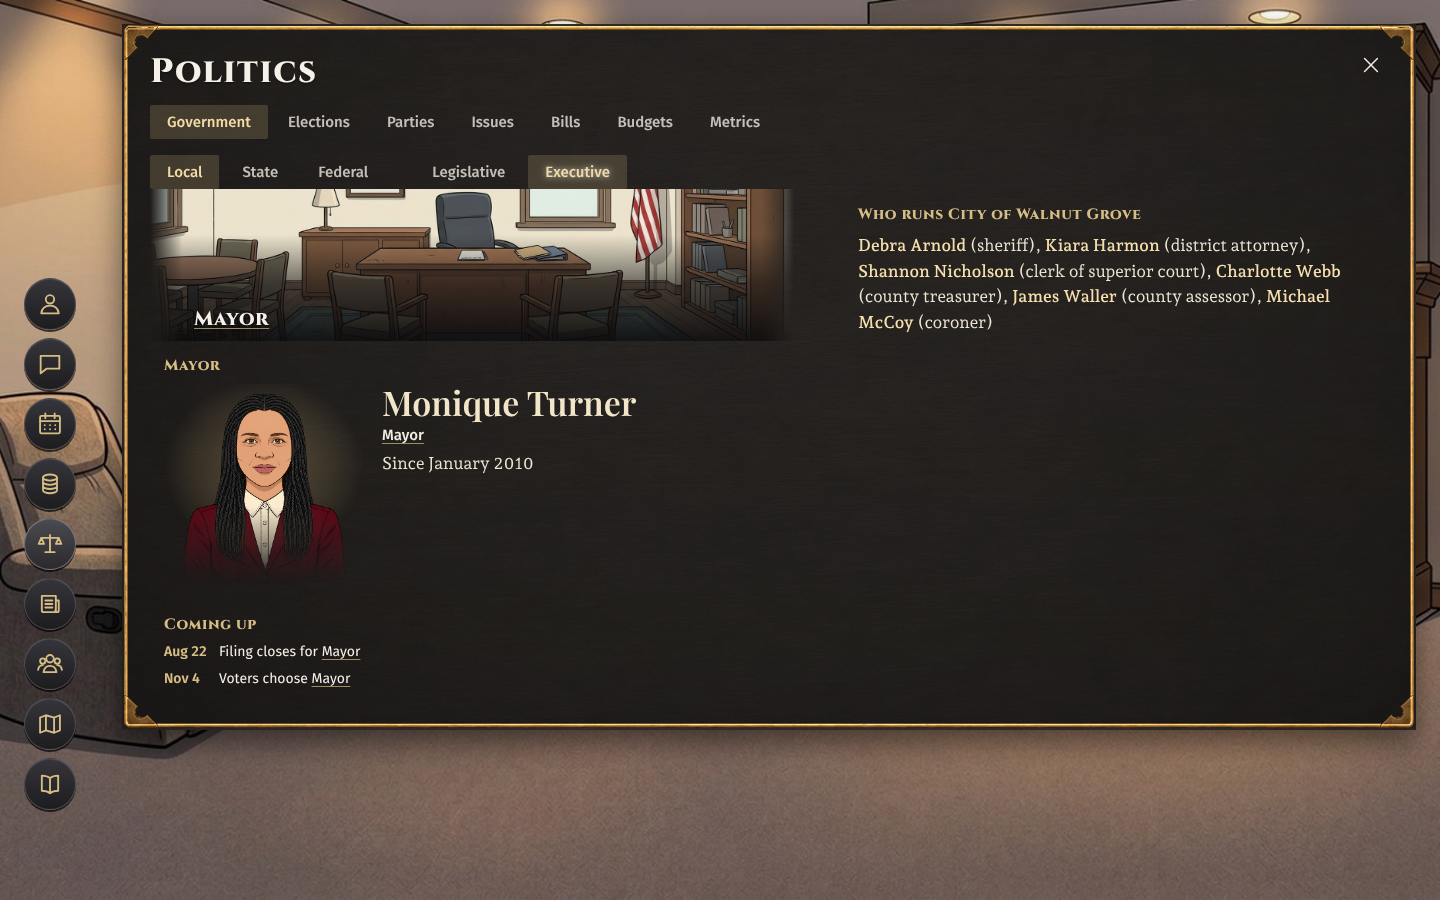 Politics
Government Elections Parties Issues Bills Budgets Metrics
Local State Federal Legislative Executive
Mayor
Mayor
Monique Turner
Mayor
Since January 2010
Coming up
Aug 22 Filing closes for Mayor
Nov 4 Voters choose Mayor
Who runs City of Walnut Grove
Debra Arnold (sheriff), Kiara Harmon (district attorney),
Shannon Nicholson (clerk of superior court), Charlotte Webb
(county treasurer), James Waller (county assessor), Michael
McCoy (coroner)